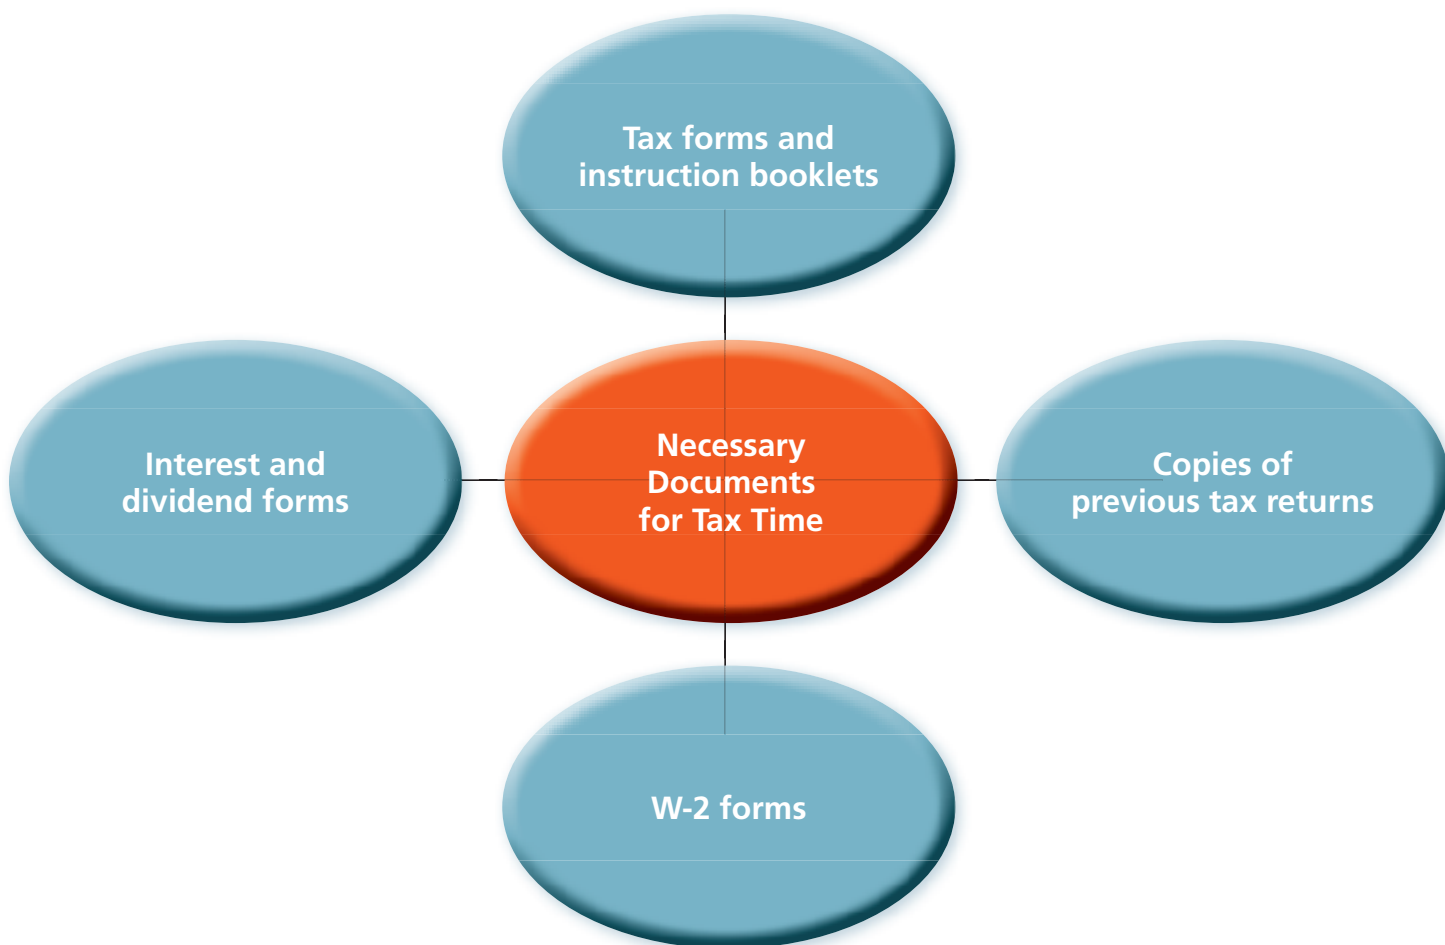 Tax forms and
instruction booklets
Interest and
dividend forms
Necessary
Documents
for Tax Time
Copies of
previous tax returns
W-2 forms